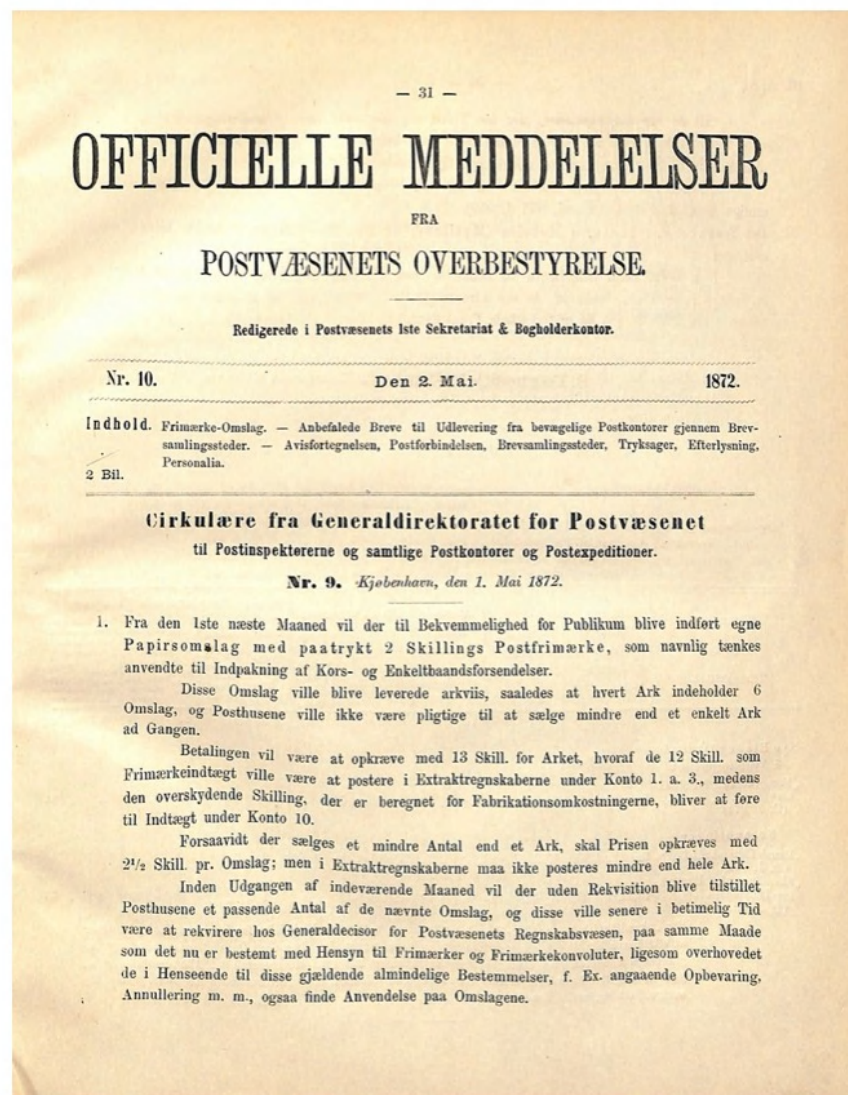 — 31 —
OFFICIELLE MEDDELELSER
FRA
POSTVÆSENETS OVERBESTYRELSE.
Redigerede i Postvæsenets 1ste Sekretariat & Bogholderkontor.
Nr. 10. Den 2. Mai. 1872.
Indhold. Frimærke-Omslag. — Anbefalede Breve til Udlevering fra bevægelige Postkontorer gjennem Brev-
samlingssteder. — Avisfortegnelsen, Postforbindelsen, Brevsamlingssteder, Tryksager, Efterlysning,
Personalia.
2 Bil.
Cirkulære fra Generaldirektoratet for Postvæsenet
til Postinspektørerne og samtlige Postkontorer og Postexpeditioner.
Nr. 9. Kjøbenhavn, den 1. Mai 1872.
1. Fra den 1ste næste Maaned vil der til Bekvemmelighed for Publikum blive indført egne
Papirsomslag med paatrykt 2 Skillings Postfrimærke, som navnlig tænkes
anvendte til Indpakning af Kors- og Enkeltbaandsforsendelser.
Disse Omslag ville blive leverede arkviis, saaledes at hvert Ark indeholder 6
Omslag, og Posthusene ville ikke være pligtige til at sælge mindre end et enkelt Ark
ad Gangen.
Betalingen vil være at opkræve med 13 Skill. for Arket, hvoraf de 12 Skill. som
Frimærkeindtægt ville være at postere i Extraktregnskaberne under Konto 1. a. 3., medens
den overskydende Skilling, der er beregnet for Fabrikationsomkostningerne, bliver at føre
til Indtægt under Konto 10.
Forsaavidt der sælges et mindre Antal end et Ark, skal Prisen opkræves med
2¹/₂ Skill. pr. Omslag; men i Extraktregnskaberne maa ikke posteres mindre end hele Ark.
Inden Udgangen af indeværende Maaned vil der uden Rekvisition blive tilstillet
Posthusene et passende Antal af de nævnte Omslag, og disse ville senere i betimelig Tid
være at rekvirere hos Generaldecisor for Postvæsenets Regnskabsvæsen, paa samme Maade
som det nu er bestemt med Hensyn til Frimærker og Frimærkekonvoluter, ligesom overhovedet
de i Henseende til disse gjældende almindelige Bestemmelser, f. Ex. angaaende Opbevaring,
Annullering m. m., ogsaa finde Anvendelse paa Omslagene.